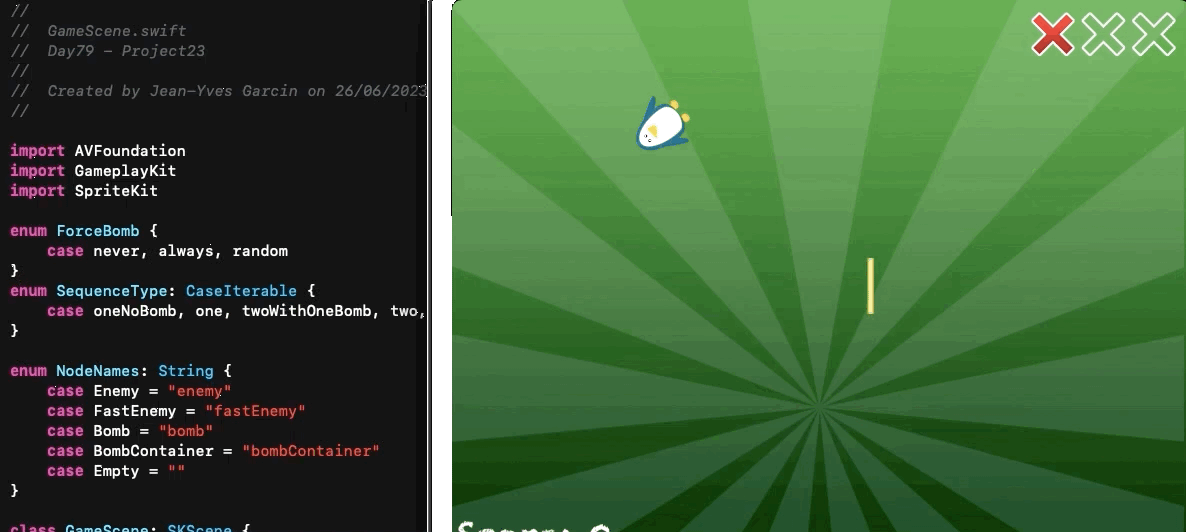 //
//  GameScene.swift
//  Day79 – Project23
//
//  Created by Jean-Yves Garcin on 26/06/2023
//
import AVFoundation
import GameplayKit
import SpriteKit
enum ForceBomb {
    case never, always, random
}
enum SequenceType: CaseIterable {
    case oneNoBomb, one, twoWithOneBomb, two,
}
enum NodeNames: String {
    case Enemy = "enemy"
    case FastEnemy = "fastEnemy"
    case Bomb = "bomb"
    case BombContainer = "bombContainer"
    case Empty = ""
}
class GameScene: SKScene {
Score: 0